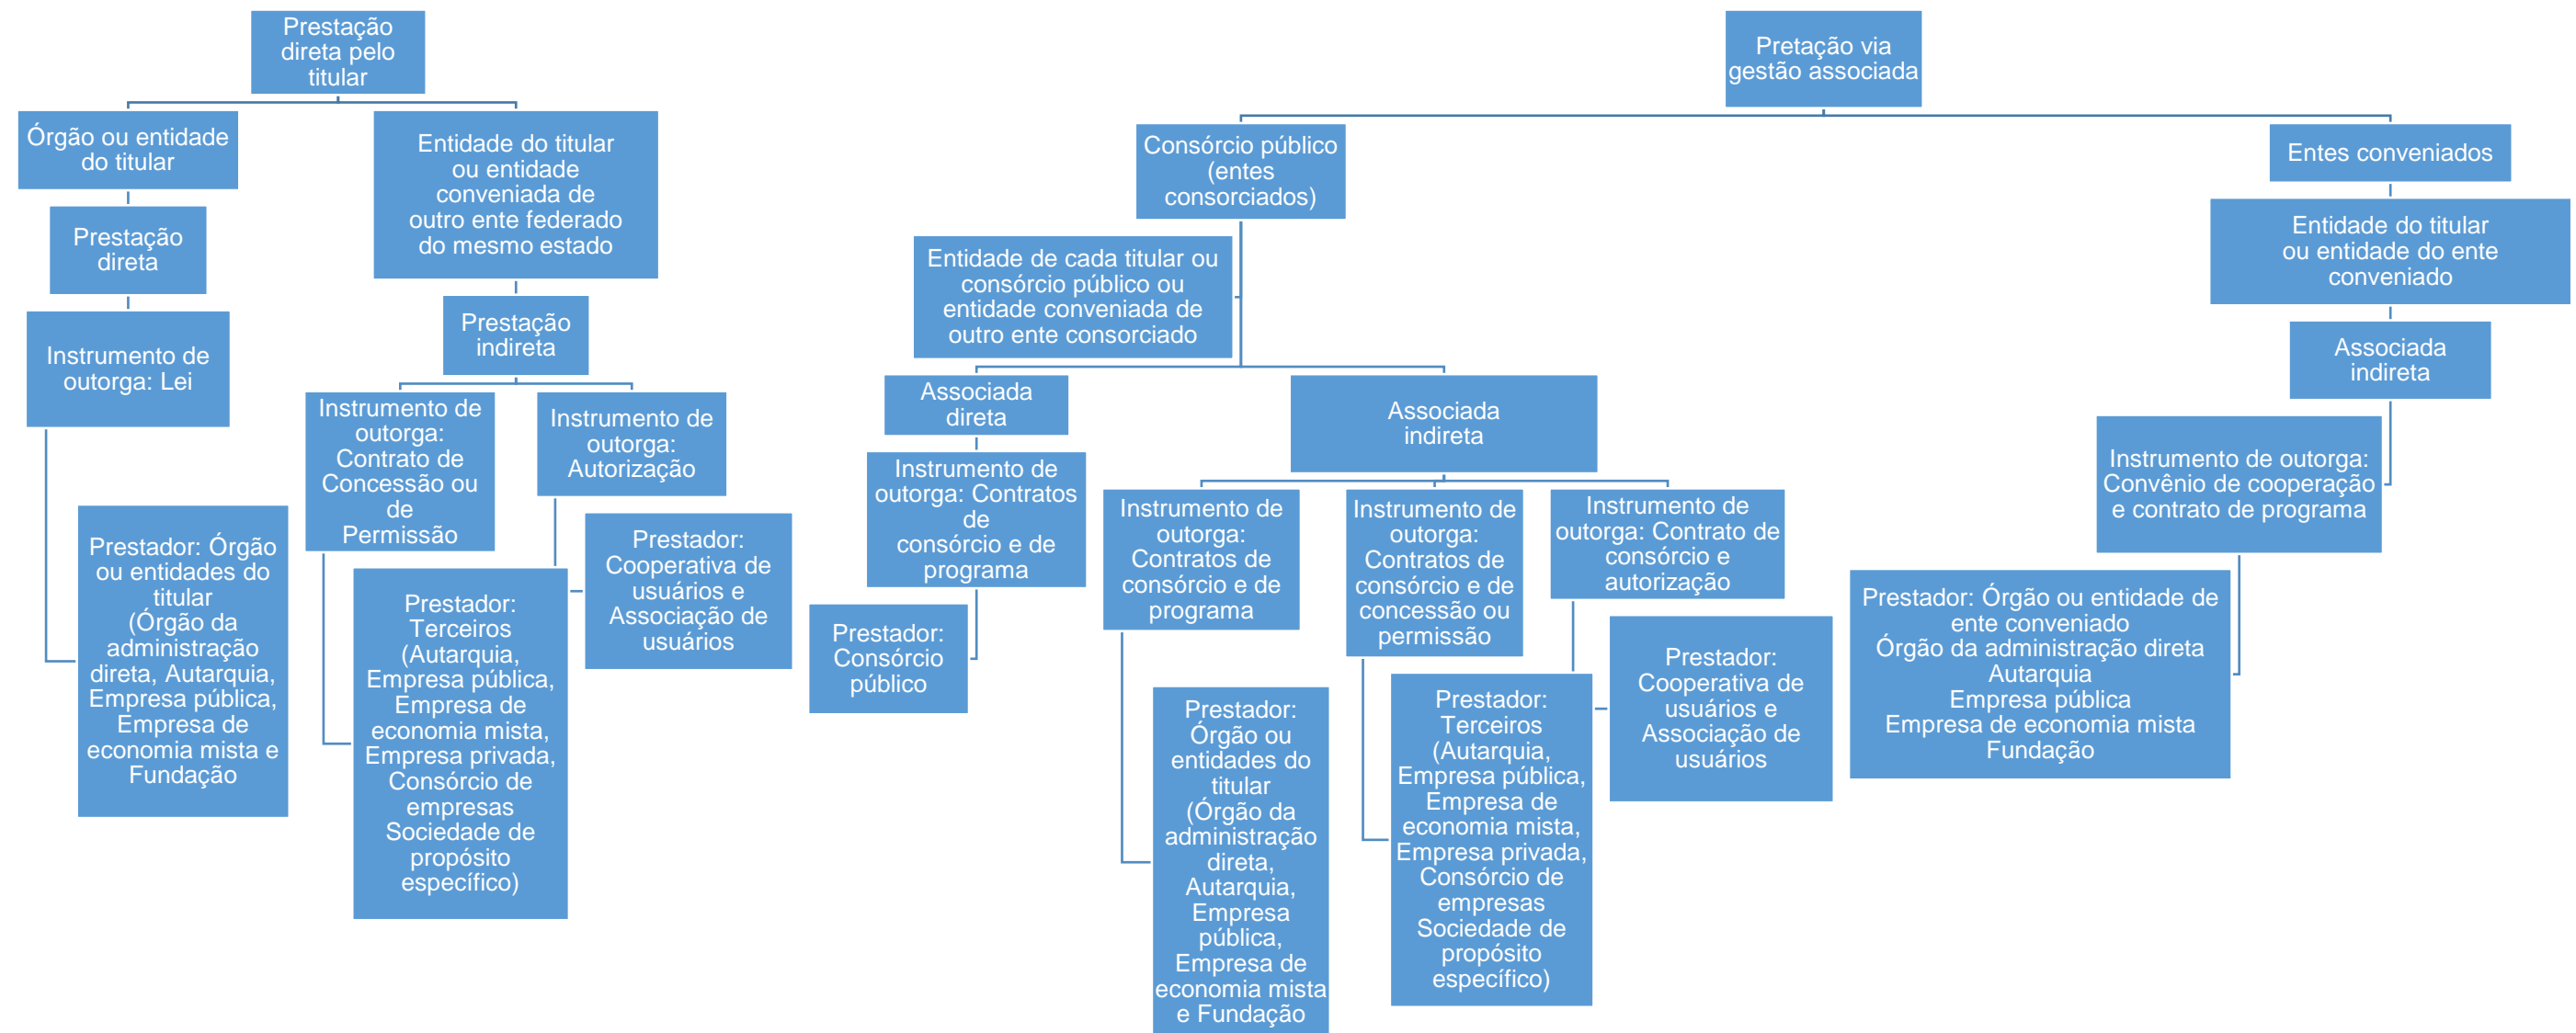 Prestação
direta pelo
titular
Órgão ou entidade
do titular
Prestação
direta
Instrumento de
outorga: Lei
Prestador: Órgão
ou entidades do
titular
(Órgão da
administração
direta, Autarquia,
Empresa pública,
Empresa de
economia mista e
Fundação
Entidade do titular
ou entidade
conveniada de
outro ente federado
do mesmo estado
Prestação
indireta
Instrumento de
outorga:
Contrato de
Concessão ou
de
Permissão
Prestador:
Terceiros
(Autarquia,
Empresa pública,
Empresa de
economia mista,
Empresa privada,
Consórcio de
empresas
Sociedade de
propósito
específico)
Instrumento de
outorga:
Autorização
Prestador:
Cooperativa de
usuários e
Associação de
usuários
Pretação via
gestão associada
Consórcio público
(entes
consorciados)
Entidade de cada titular ou
consórcio público ou
entidade conveniada de
outro ente consorciado
Associada
direta
Instrumento de
outorga: Contratos
de
consórcio e de
programa
Prestador:
Consórcio
público
Associada
indireta
Instrumento de
outorga:
Contratos de
consórcio e de
programa
Prestador:
Órgão ou
entidades do
titular
(Órgão da
administração
direta,
Autarquia,
Empresa
pública,
Empresa de
economia mista
e Fundação
Instrumento de
outorga:
Contratos de
consórcio e de
concessão ou
permissão
Prestador:
Terceiros
(Autarquia,
Empresa pública,
Empresa de
economia mista,
Empresa privada,
Consórcio de
empresas
Sociedade de
propósito
específico)
Instrumento de
outorga: Contrato de
consórcio e
autorização
Prestador:
Cooperativa de
usuários e
Associação de
usuários
Entes conveniados
Entidade do titular
ou entidade do ente
conveniado
Associada
indireta
Instrumento de outorga:
Convênio de cooperação
e contrato de programa
Prestador: Órgão ou entidade de
ente conveniado
Órgão da administração direta
Autarquia
Empresa pública
Empresa de economia mista
Fundação